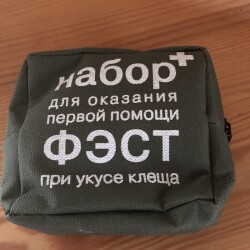 набор+
для оказания
первой помощи
ФЭСТ
при укусе клеща